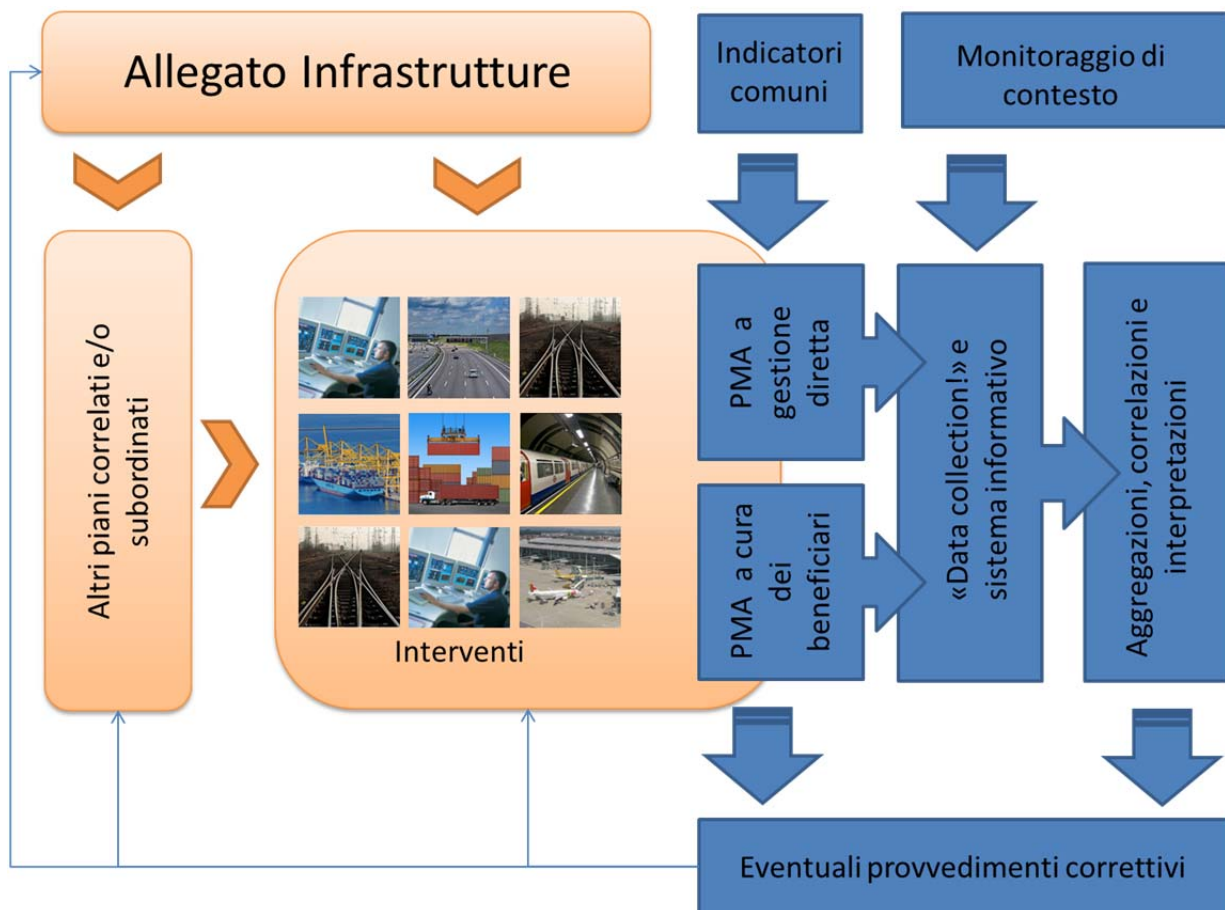 Allegato Infrastrutture
Indicatori
comuni
Monitoraggio di
contesto
Altri piani correlati e/o
subordinati
Interventi
PMA a
gestione
diretta
PMA a cura
dei
beneficiari
«Data collection!» e
sistema informativo
Aggregazioni, correlazioni e
interpretazioni
Eventuali provvedimenti correttivi